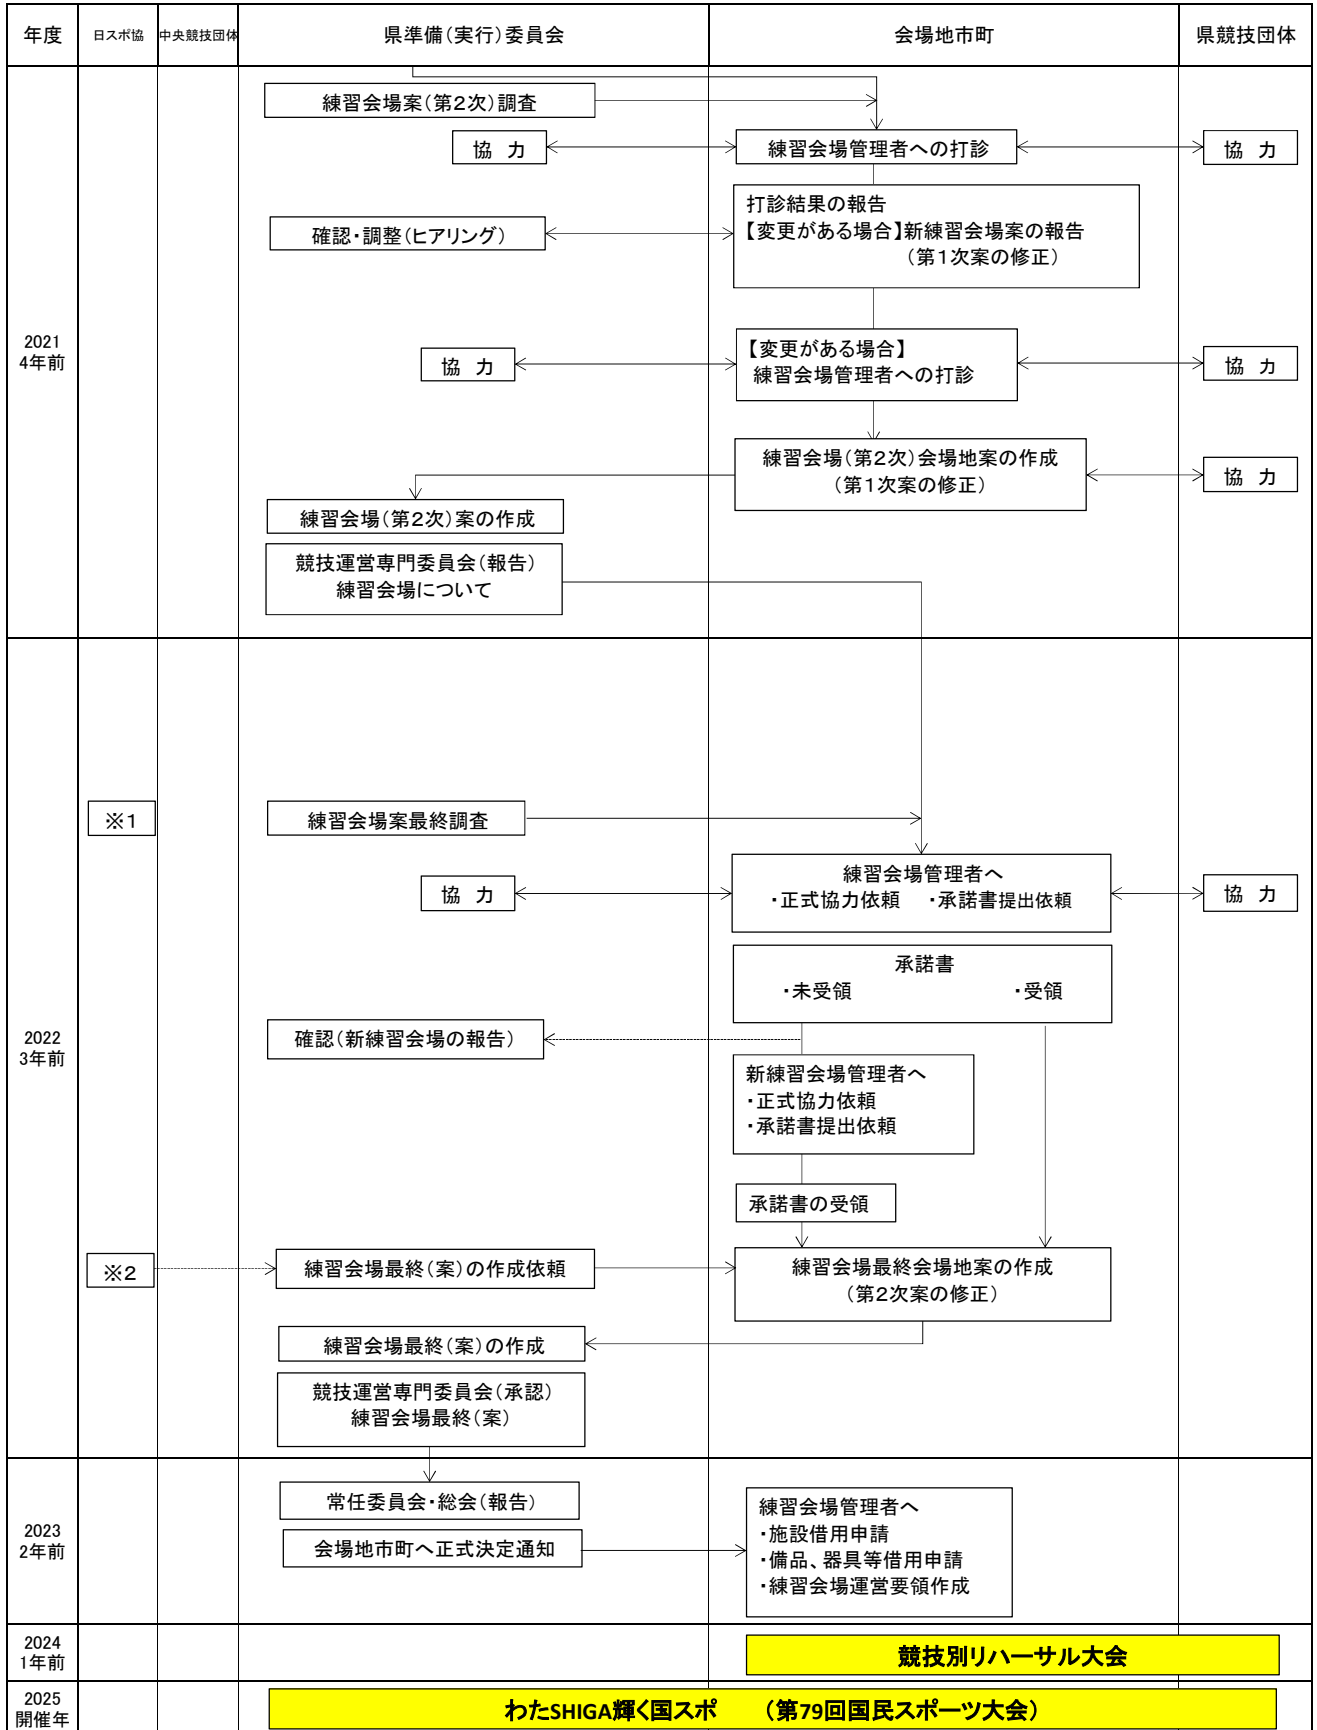 年度
日スポ協
中央競技団体
県準備(実行)委員会
会場地市町
県競技団体
2021
4年前
練習会場案(第2次)調査
協　力
練習会場管理者への打診
協　力
打診結果の報告
【変更がある場合】新練習会場案の報告
(第1次案の修正)
確認・調整(ヒアリング)
協　力
【変更がある場合】
練習会場管理者への打診
協　力
練習会場(第2次)会場地案の作成
(第1次案の修正)
協　力
練習会場(第2次)案の作成
競技運営専門委員会(報告)
練習会場について
2022
3年前
※1
練習会場案最終調査
協　力
練習会場管理者へ
・正式協力依頼　・承諾書提出依頼
協　力
承諾書
・未受領　・受領
確認(新練習会場の報告)
新練習会場管理者へ
・正式協力依頼
・承諾書提出依頼
承諾書の受領
※2
練習会場最終(案)の作成依頼
練習会場最終会場地案の作成
(第2次案の修正)
練習会場最終(案)の作成
競技運営専門委員会(承認)
練習会場最終(案)
2023
2年前
常任委員会・総会(報告)
会場地市町へ正式決定通知
練習会場管理者へ
・施設借用申請
・備品、器具等借用申請
・練習会場運営要領作成
2024
1年前
競技別リハーサル大会
2025
開催年
わたSHIGA輝く国スポ　(第79回国民スポーツ大会)